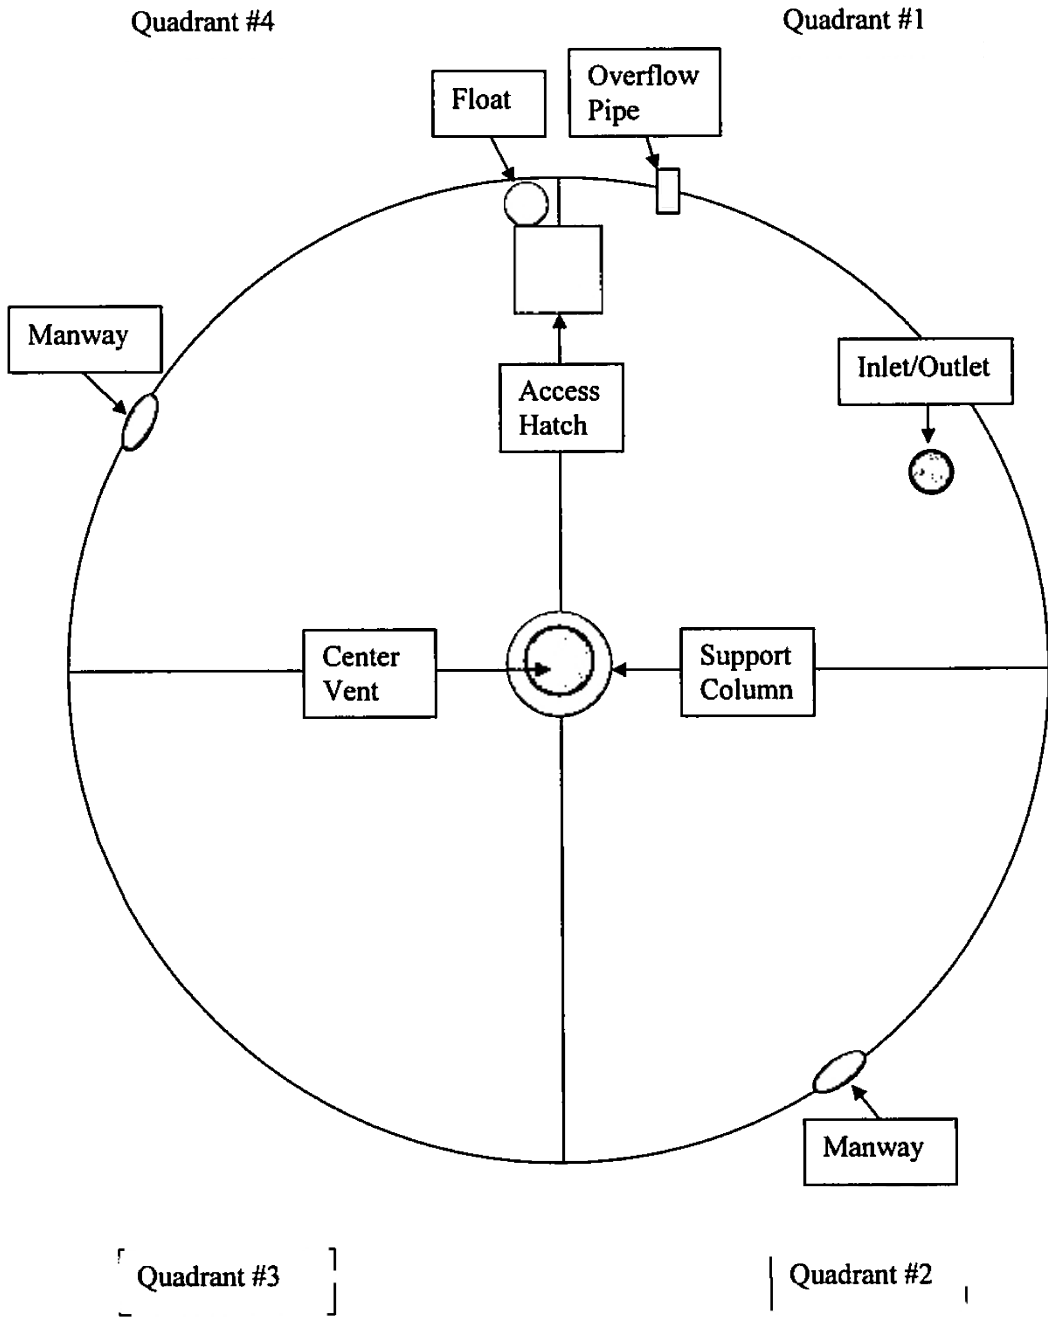 Quadrant #4
Quadrant #1
Float
Overflow
Pipe
Manway
Inlet/Outlet
Access
Hatch
Center
Vent
Support
Column
Manway
Quadrant #3
Quadrant #2